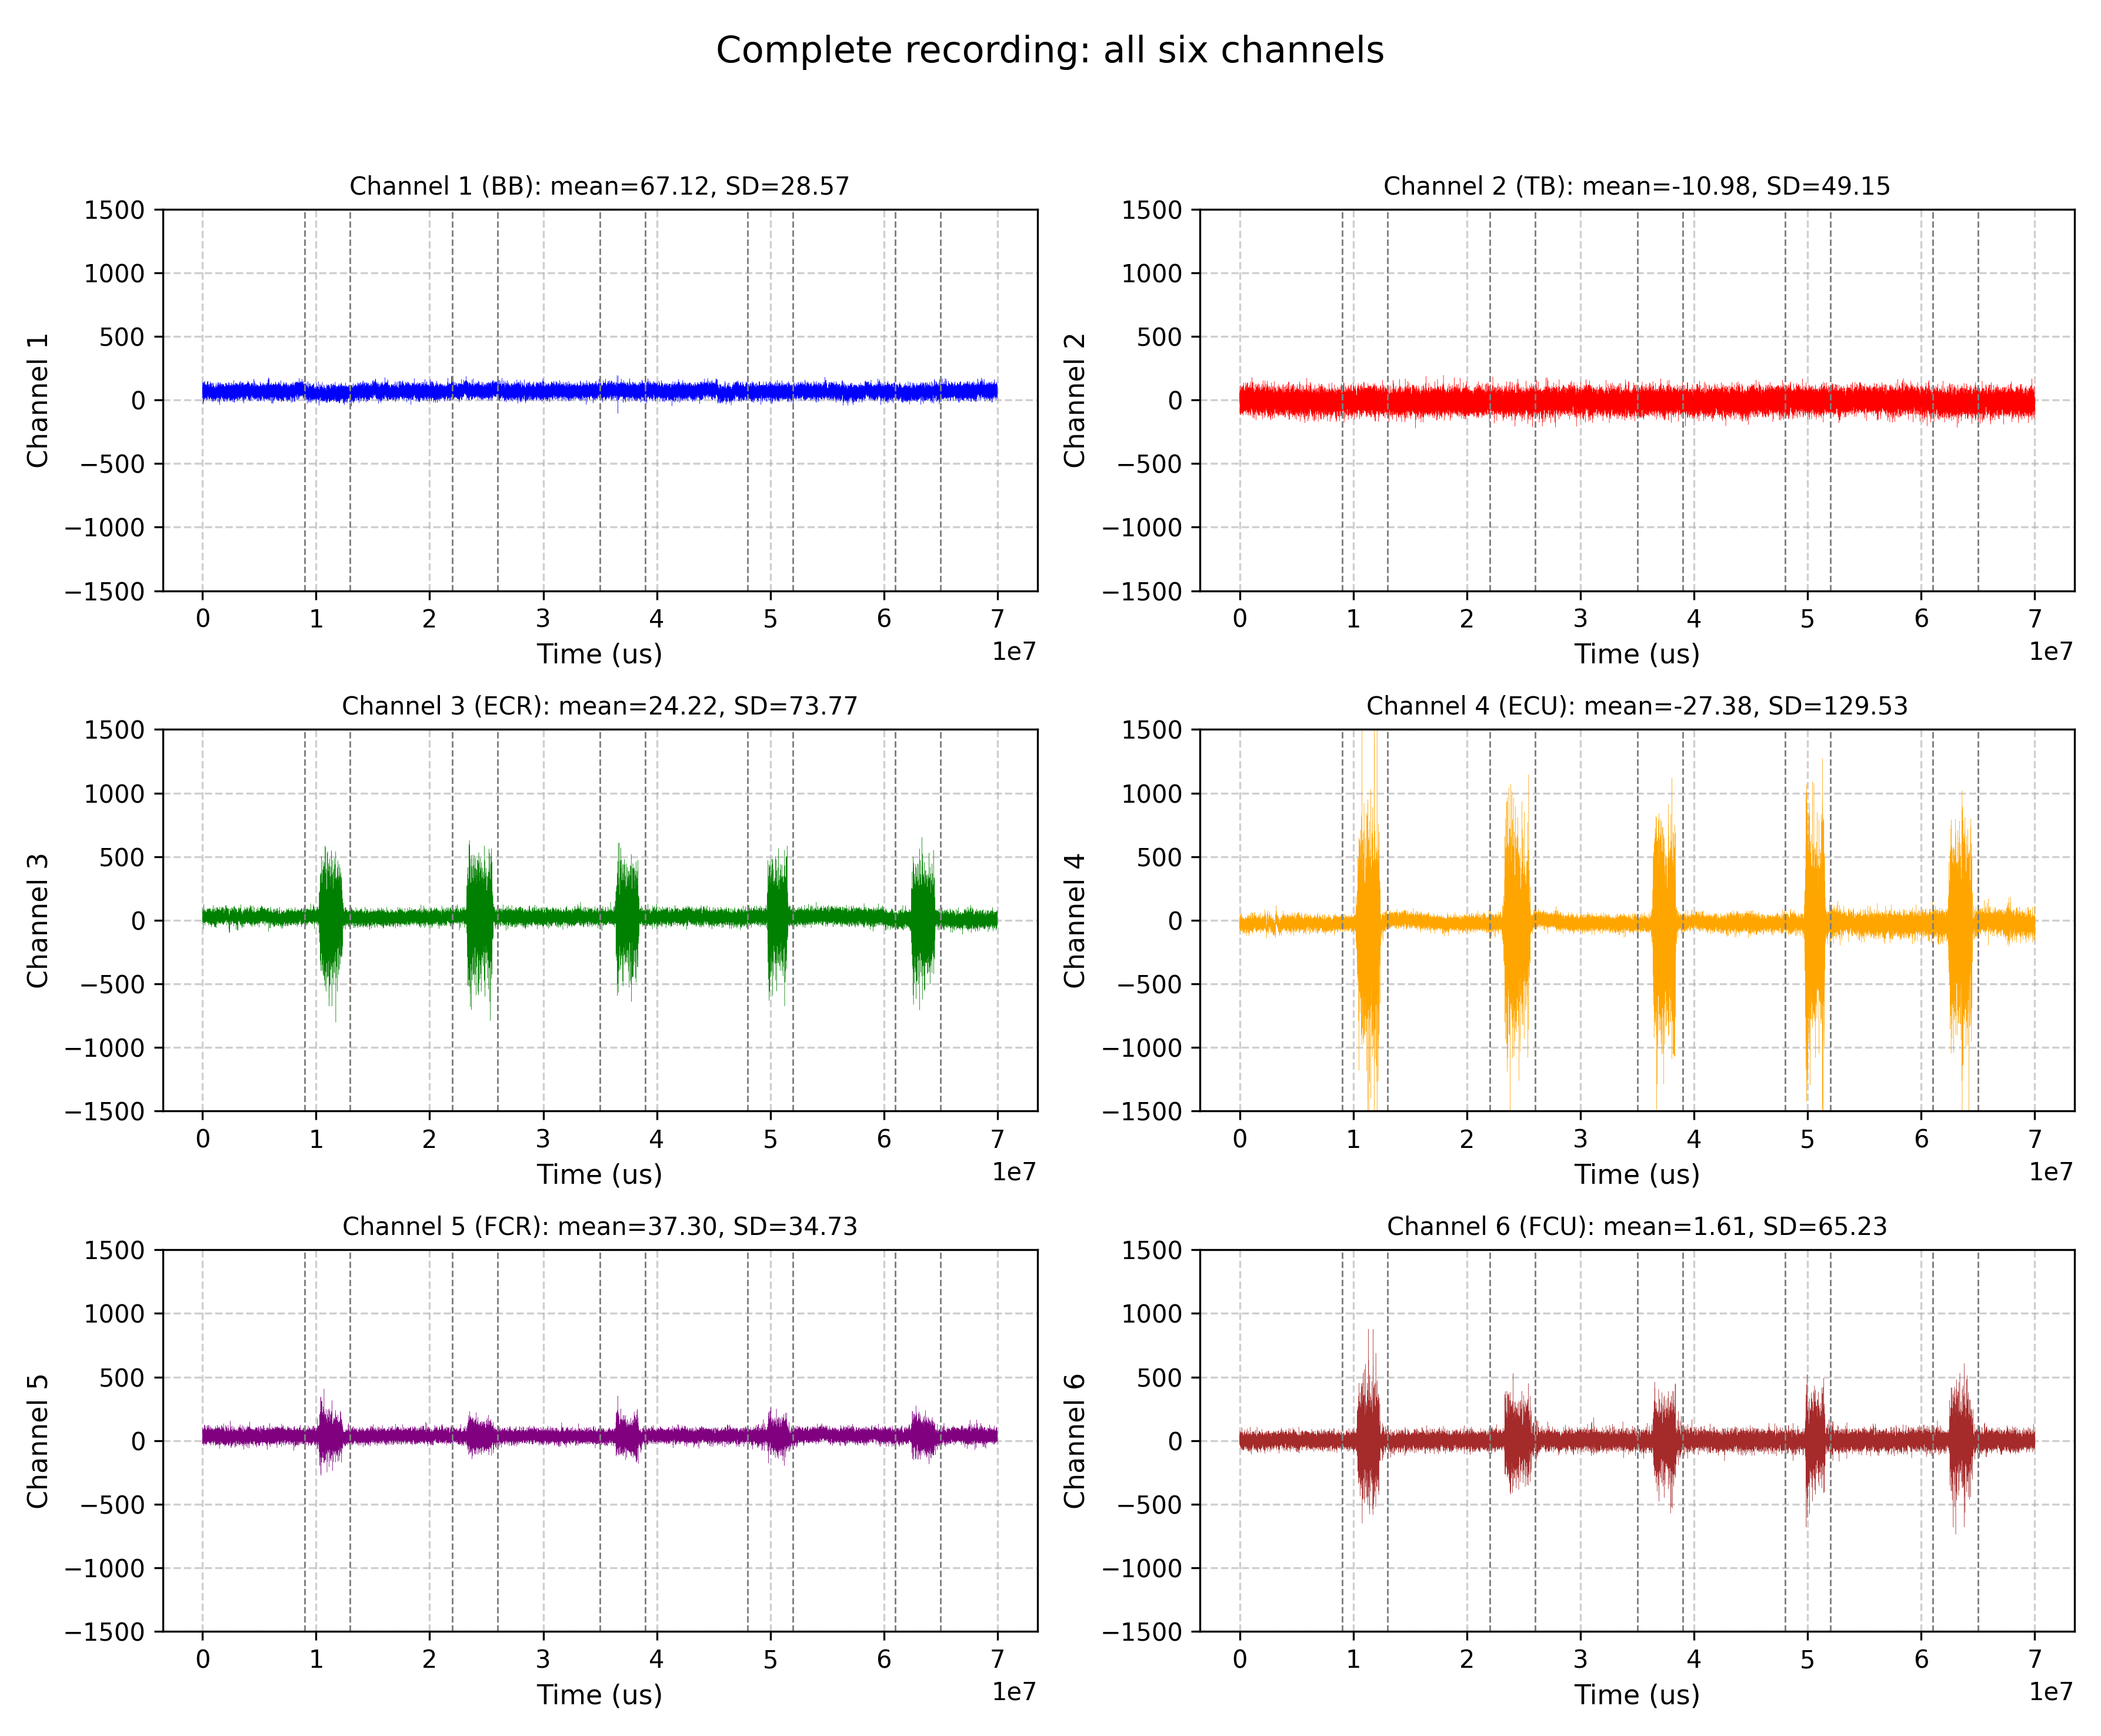 Complete recording: all six channels
Channel 1 (BB): mean=67.12, SD=28.57
1500
1000
500
0
−500
−1000
−1500
Channel 1
0 1 2 3 4 5 6 7
Time (us)
1e7
Channel 2 (TB): mean=-10.98, SD=49.15
1500
1000
500
0
−500
−1000
−1500
Channel 2
0 1 2 3 4 5 6 7
Time (us)
1e7
Channel 3 (ECR): mean=24.22, SD=73.77
1500
1000
500
0
−500
−1000
−1500
Channel 3
0 1 2 3 4 5 6 7
Time (us)
1e7
Channel 4 (ECU): mean=-27.38, SD=129.53
1500
1000
500
0
−500
−1000
−1500
Channel 4
0 1 2 3 4 5 6 7
Time (us)
1e7
Channel 5 (FCR): mean=37.30, SD=34.73
1500
1000
500
0
−500
−1000
−1500
Channel 5
0 1 2 3 4 5 6 7
Time (us)
1e7
Channel 6 (FCU): mean=1.61, SD=65.23
1500
1000
500
0
−500
−1000
−1500
Channel 6
0 1 2 3 4 5 6 7
Time (us)
1e7